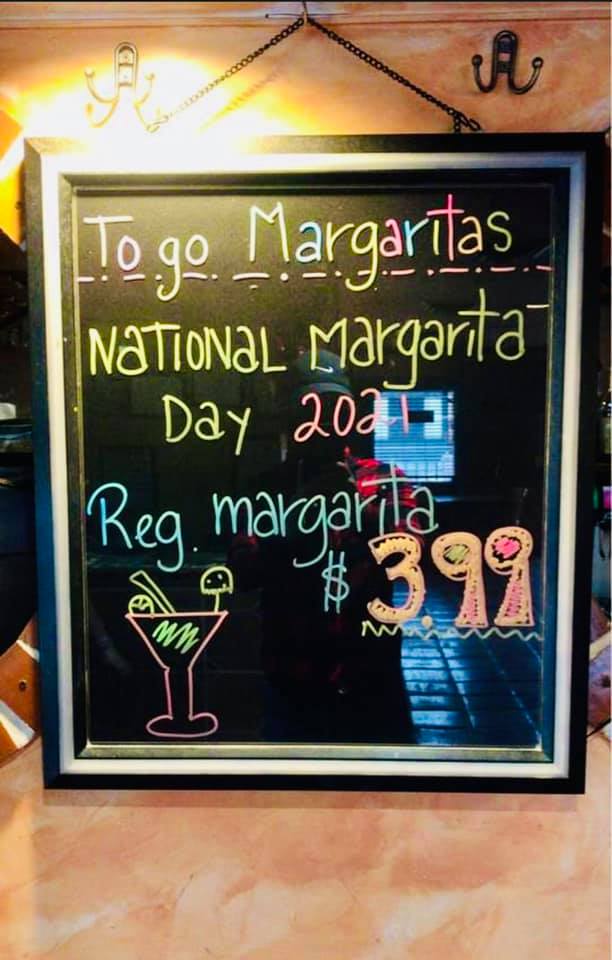 To go Margaritas
NATIONAL Margarita
Day 2021
Reg. margarita
$ 3.99